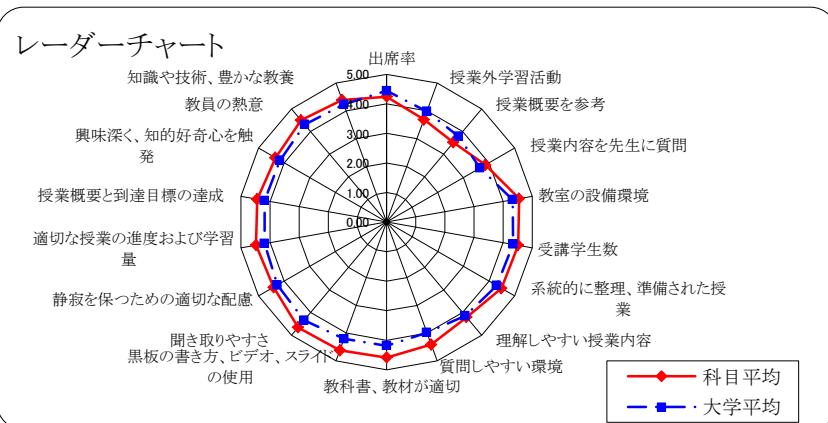 レーダーチャート
出席率
授業外学習活動
授業概要を参考
授業内容を先生に質問
教室の設備環境
受講学生数
系統的に整理、準備された授
業
理解しやすい授業内容
質問しやすい環境
教科書、教材が適切
黒板の書き方、ビデオ、スライド
の使用
聞き取りやすさ
静寂を保つための適切な配慮
適切な授業の進度および学習
量
授業概要と到達目標の達成
興味深く、知的好奇心を触
発
教員の熱意
知識や技術、豊かな教養
5.00
4.00
3.00
2.00
1.00
0.00
科目平均
大学平均